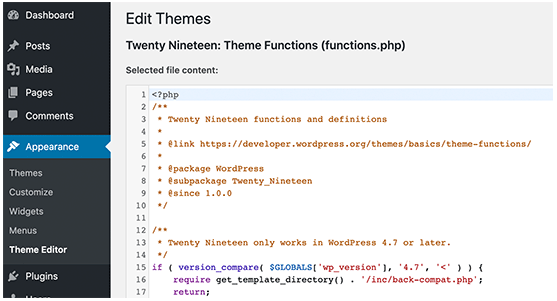 Dashboard
Posts
Media
Pages
Comments
Appearance
Themes
Customize
Widgets
Menus
Theme Editor
Plugins
Edit Themes
Twenty Nineteen: Theme Functions (functions.php)
Selected file content:
1 <?php
2 /**
3 * Twenty Nineteen functions and definitions
4 *
5 * @link https://developer.wordpress.org/themes/basics/theme-functions/
6 *
7 * @package WordPress
8 * @subpackage Twenty_Nineteen
9 * @since 1.0.0
10 */
11
12 /**
13 * Twenty Nineteen only works in WordPress 4.7 or later.
14 */
15 if ( version_compare( $GLOBALS['wp_version'], '4.7', '<' ) ) {
16 require get_template_directory() . '/inc/back-compat.php';
17 return;